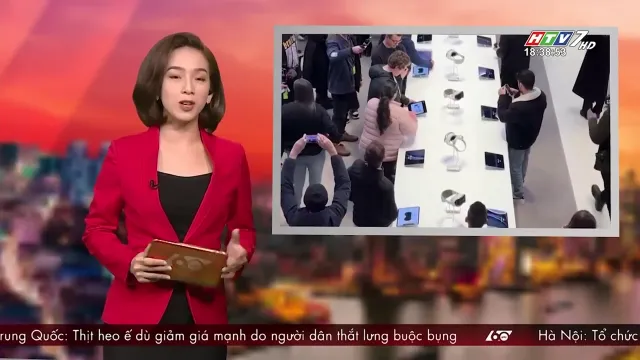 HTV7 HD
18:38:53
rung Quốc: Thịt heo ế dù giảm giá mạnh do người dân thắt lưng buộc bụng 60 Hà Nội: Tổ chức